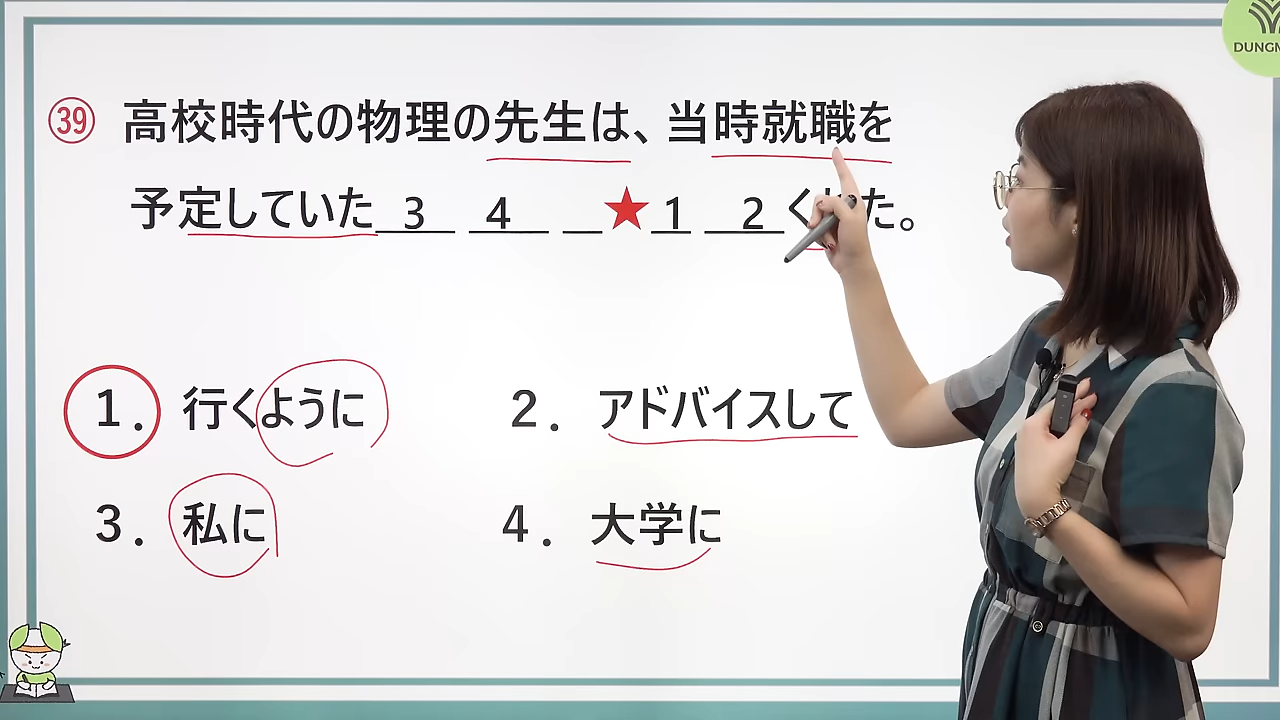 DUNGM
㊴ 高校時代の物理の先生は、当時就職を
予定していた 3 4 ★ 1 2 く た。
1. 行くように 2. アドバイスして
3. 私に 4. 大学に